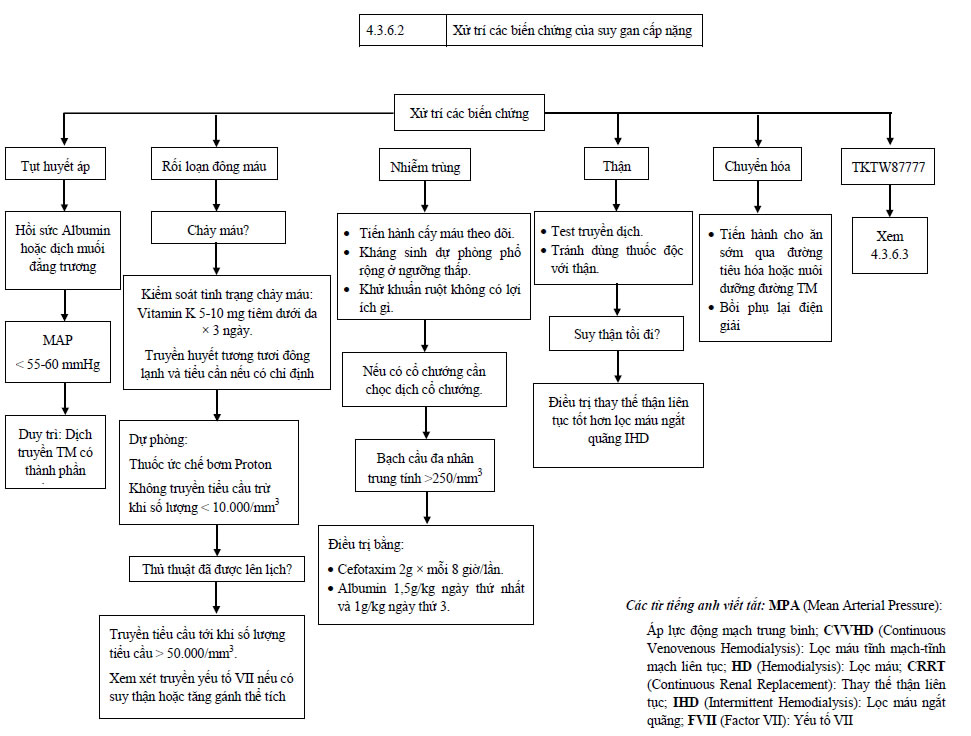 4.3.6.2 Xử trí các biến chứng của suy gan cấp nặng
Xử trí các biến chứng
Tụt huyết áp
Hồi sức Albumin
hoặc dịch muối
đẳng trương
MAP
< 55-60 mmHg
Duy trì: Dịch
truyền TM có
thành phần
Rối loạn đông máu
Chảy máu?
Kiểm soát tình trạng chảy máu:
Vitamin K 5-10 mg tiêm dưới da
× 3 ngày.
Truyền huyết tương tươi đông
lạnh và tiểu cần nếu có chỉ định
Dự phòng:
Thuốc ức chế bơm Proton
Không truyền tiểu cầu trừ
khi số lượng < 10.000/mm³
Thủ thuật đã được lên lịch?
Truyền tiểu cầu tới khi số lượng
tiểu cầu > 50.000/mm³.
Xem xét truyền yếu tố VII nếu có
suy thận hoặc tăng gánh thể tích
Nhiễm trùng
• Tiến hành cấy máu theo dõi.
• Kháng sinh dự phòng phổ
rộng ở ngưỡng thấp.
• Khử khuẩn ruột không có lợi
ích gì.
Nếu có cổ chướng cần
chọc dịch cổ chướng.
Bạch cầu đa nhân
trung tính >250/mm³
Điều trị bằng:
• Cefotaxim 2g × mỗi 8 giờ/lần.
• Albumin 1,5g/kg ngày thứ nhất
và 1g/kg ngày thứ 3.
Thận
• Test truyền dịch.
• Tránh dùng thuốc độc
với thận.
Suy thận tồi đi?
Điều trị thay thế thận liên
tục tốt hơn lọc máu ngắt
quãng IHD
Chuyển hóa
• Tiến hành cho ăn
sớm qua đường
tiêu hóa hoặc nuôi
dưỡng đường TM
• Bồi phụ lại điện
giải
TKTW87777
Xem
4.3.6.3
Các từ tiếng anh viết tắt: MPA (Mean Arterial Pressure):
Áp lực động mạch trung bình; CVVHD (Continuous
Venovenous Hemodialysis): Lọc máu tĩnh mạch-tĩnh
mạch liên tục; HD (Hemodialysis): Lọc máu; CRRT
(Continuous Renal Replacement): Thay thế thận liên
tục; IHD (Intermittent Hemodialysis): Lọc máu ngắt
quãng; FVII (Factor VII): Yếu tố VII